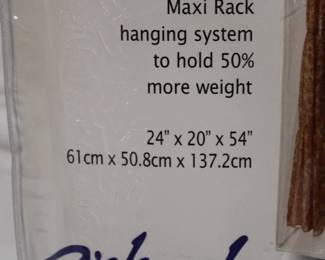 Maxi Rack
hanging system
to hold 50%
more weight
24" x 20" x 54"
61cm x 50.8cm x 137.2cm